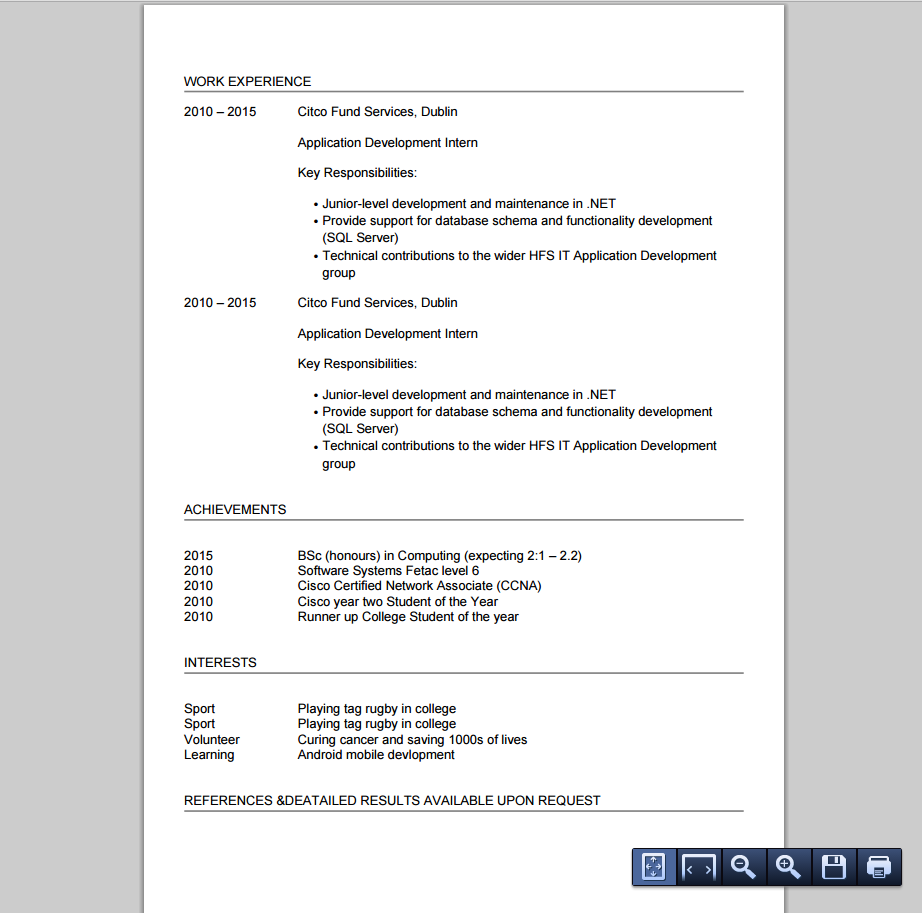 WORK EXPERIENCE
2010 – 2015 Citco Fund Services, Dublin
Application Development Intern
Key Responsibilities:
• Junior-level development and maintenance in .NET
• Provide support for database schema and functionality development
(SQL Server)
• Technical contributions to the wider HFS IT Application Development
group
2010 – 2015 Citco Fund Services, Dublin
Application Development Intern
Key Responsibilities:
• Junior-level development and maintenance in .NET
• Provide support for database schema and functionality development
(SQL Server)
• Technical contributions to the wider HFS IT Application Development
group
ACHIEVEMENTS
2015 BSc (honours) in Computing (expecting 2:1 – 2.2)
2010 Software Systems Fetac level 6
2010 Cisco Certified Network Associate (CCNA)
2010 Cisco year two Student of the Year
2010 Runner up College Student of the year
INTERESTS
Sport Playing tag rugby in college
Sport Playing tag rugby in college
Volunteer Curing cancer and saving 1000s of lives
Learning Android mobile devlopment
REFERENCES &DEATAILED RESULTS AVAILABLE UPON REQUEST